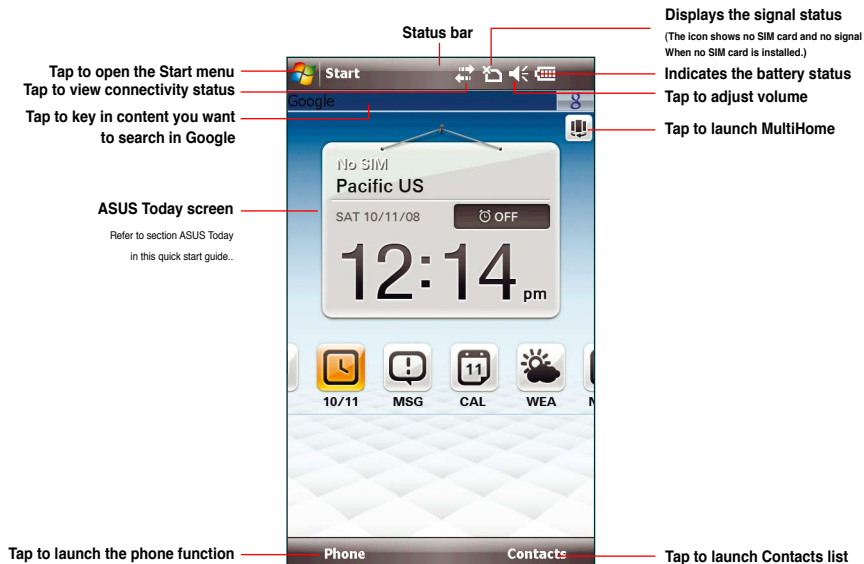 Status bar
Displays the signal status
(The icon shows no SIM card and no signal
When no SIM card is installed.)
Tap to open the Start menu
Tap to view connectivity status
Tap to key in content you want
to search in Google
Indicates the battery status
Tap to adjust volume
Tap to launch MultiHome
ASUS Today screen
Refer to section ASUS Today
in this quick start guide..
Start
Google
8
No SIM
Pacific US
SAT 10/11/08
OFF
12:14 pm
11
10/11 MSG CAL WEA N
Phone Contacts
Tap to launch the phone function
Tap to launch Contacts list